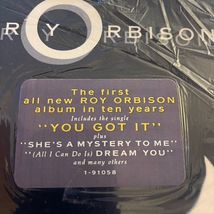 ROY ORBISON
The first
all new ROY ORBISON
album in ten years
Includes the single
"YOU GOT IT"
plus
"SHE'S A MYSTERY TO ME"
"(All I Can Do Is) DREAM YOU"
and many others
1-91058